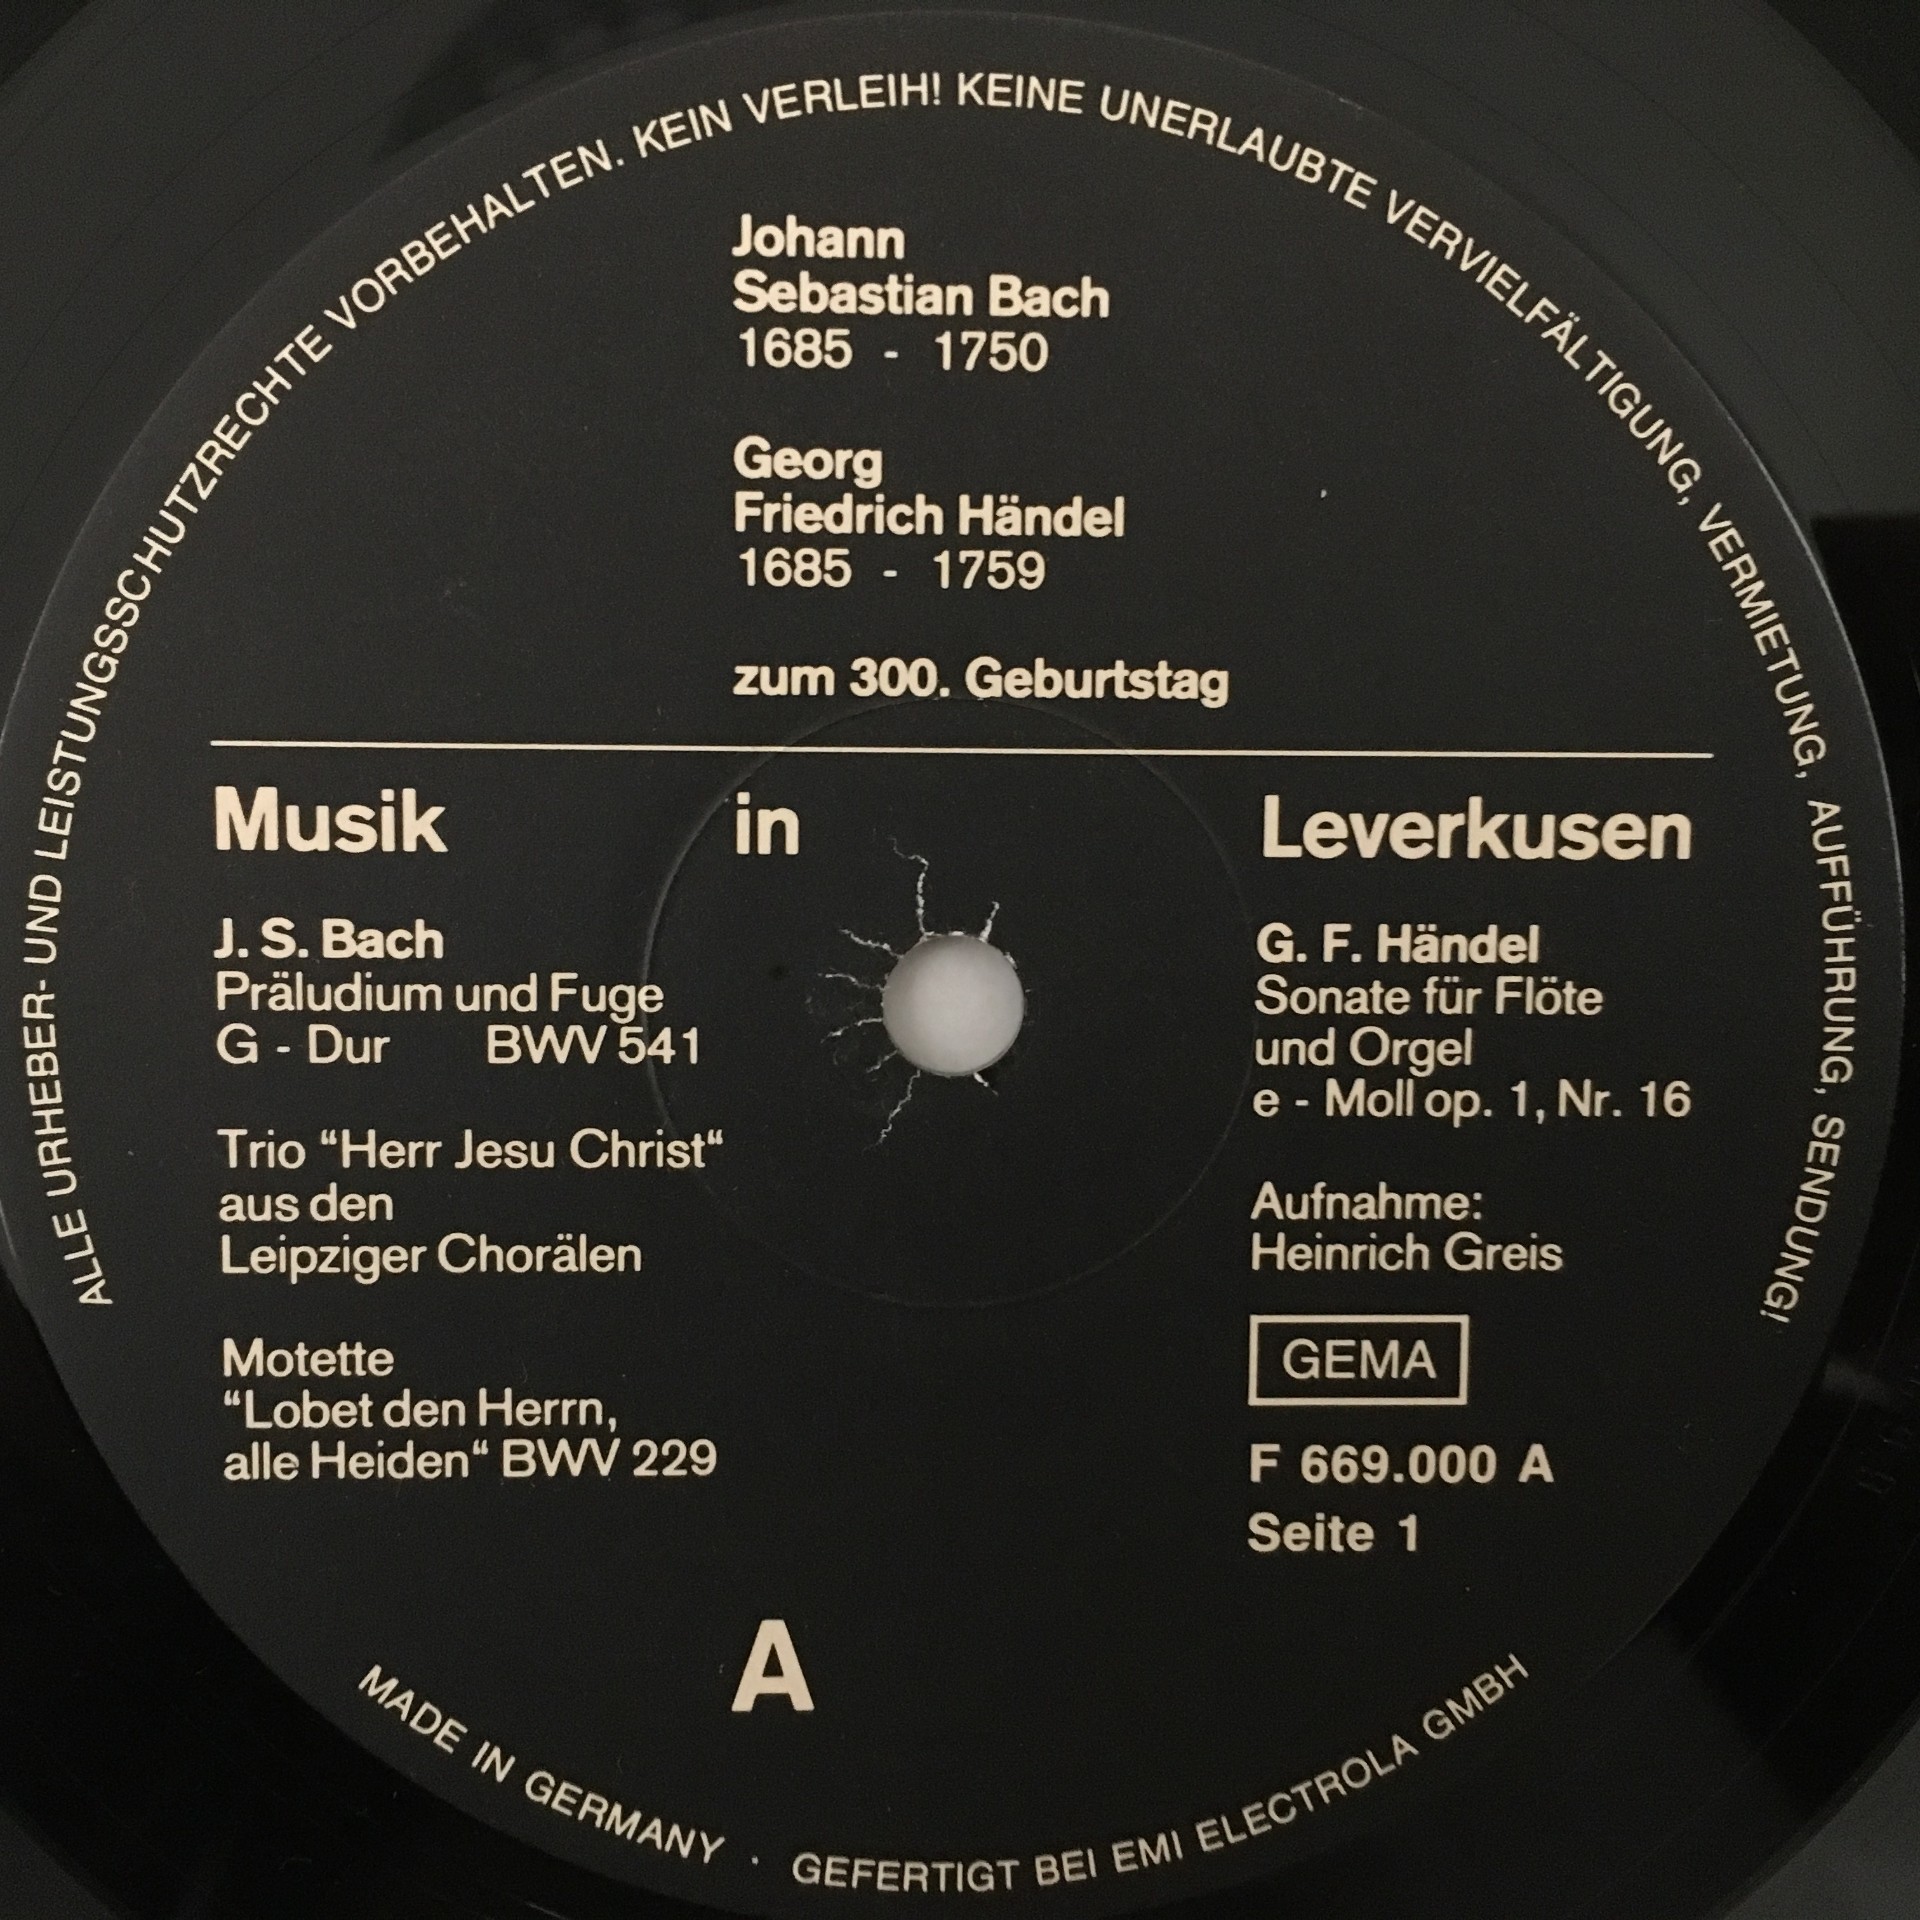 ALLE URHEBER- UND LEISTUNGSSCHUTZRECHTE VORBEHALTEN. KEIN VERLEIH! KEINE UNERLAUBTE VERVIELFÄLTIGUNG, VERMIETUNG, AUFFÜHRUNG, SENDUNG!
Johann
Sebastian Bach
1685 - 1750
Georg
Friedrich Händel
1685 - 1759
zum 300. Geburtstag
Musik in Leverkusen
J. S. Bach
Präludium und Fuge
G - Dur BWV 541
Trio “Herr Jesu Christ“
aus den
Leipziger Chorälen
Motette
“Lobet den Herrn,
alle Heiden“ BWV 229
G. F. Händel
Sonate für Flöte
und Orgel
e - Moll op. 1, Nr. 16
Aufnahme:
Heinrich Greis
GEMA
F 669.000 A
Seite 1
A
MADE IN GERMANY · GEFERTIGT BEI EMI ELECTROLA GMBH